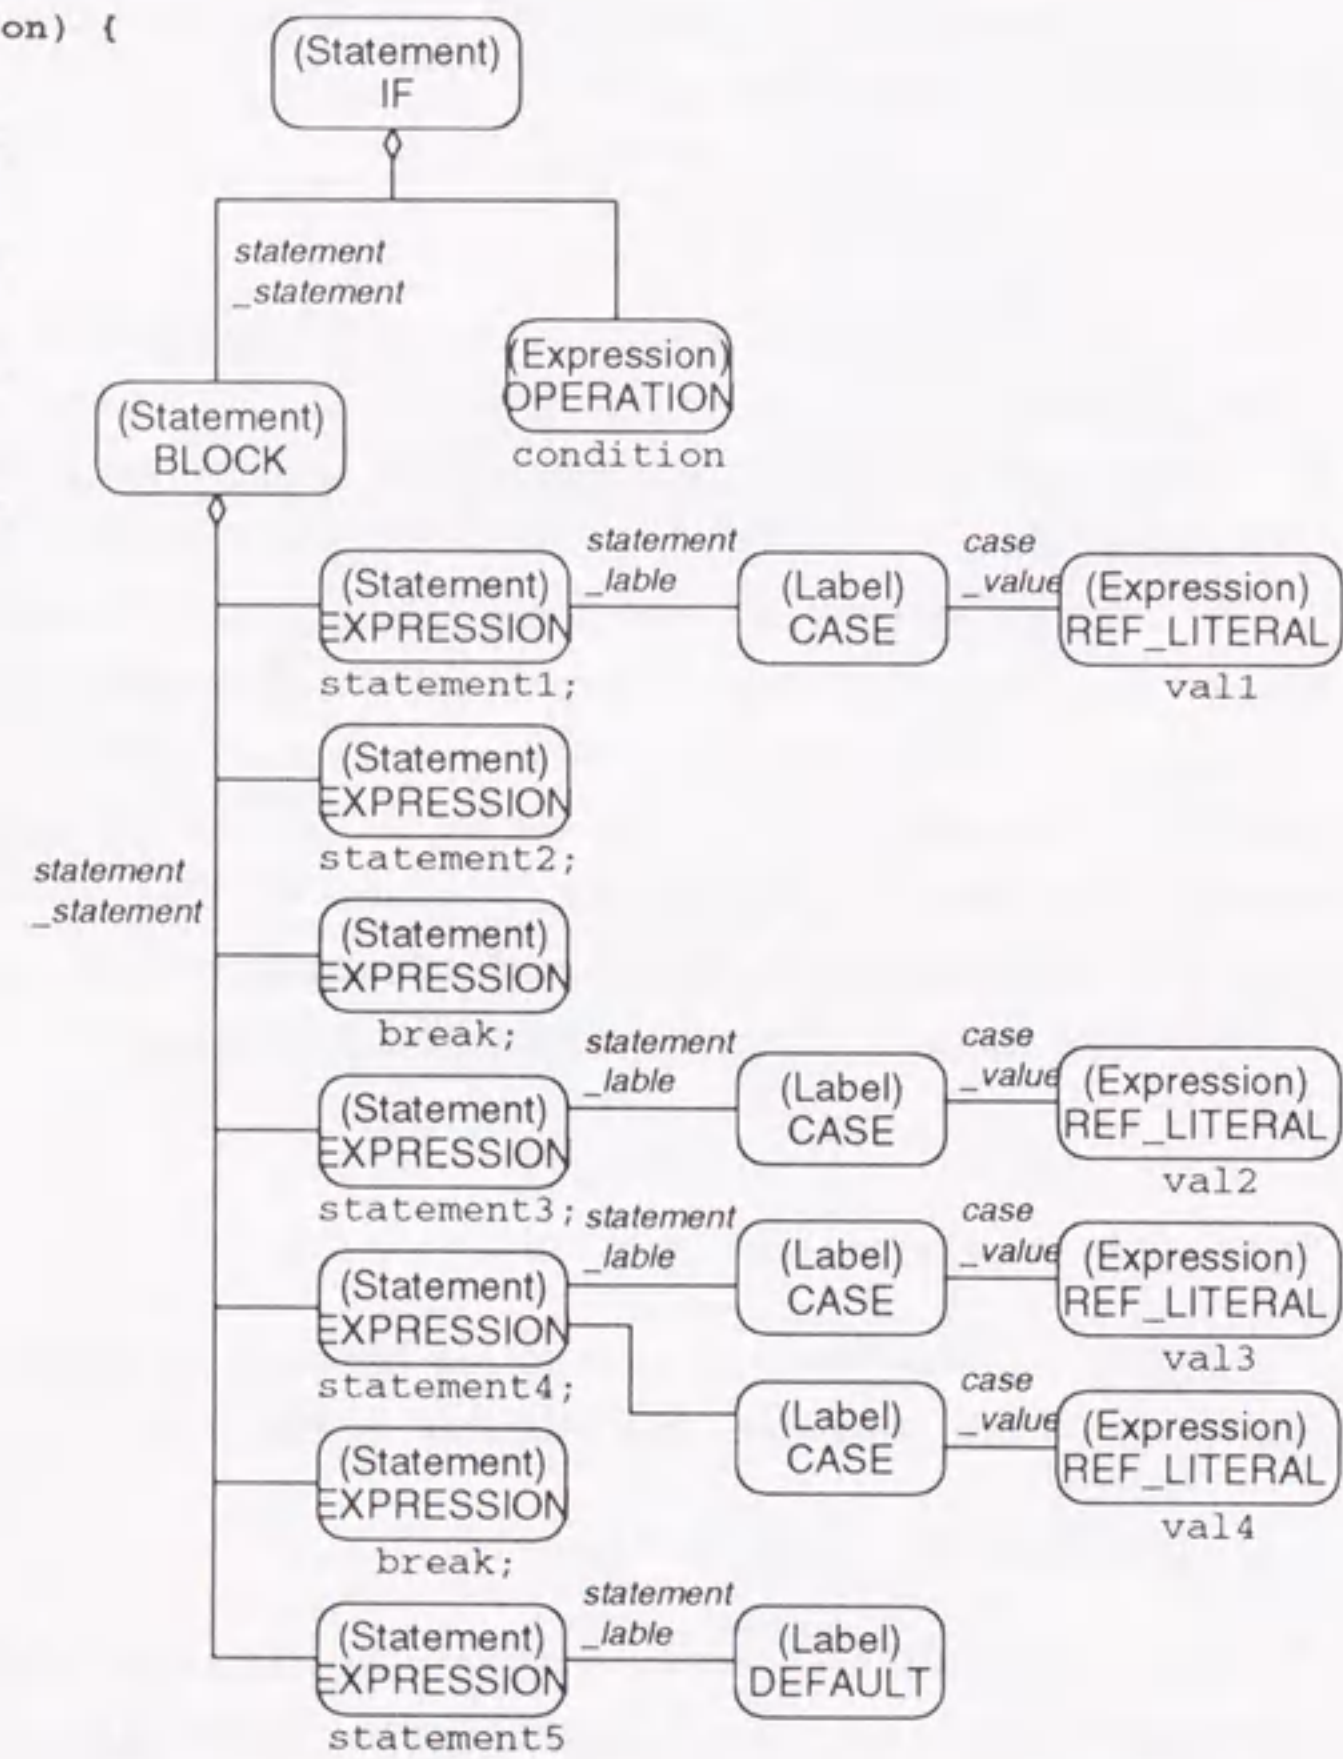 on) {
(Statement)
IF
statement
_statement
(Expression)
OPERATION
condition
(Statement)
BLOCK
statement
_statement
(Statement)
EXPRESSION
statement1;
statement
_lable
(Label)
CASE
case
_value
(Expression)
REF_LITERAL
val1
(Statement)
EXPRESSION
statement2;
(Statement)
EXPRESSION
break;
(Statement)
EXPRESSION
statement3;
statement
_lable
(Label)
CASE
case
_value
(Expression)
REF_LITERAL
val2
(Statement)
EXPRESSION
statement4;
statement
_lable
(Label)
CASE
case
_value
(Expression)
REF_LITERAL
val3
(Label)
CASE
case
_value
(Expression)
REF_LITERAL
val4
(Statement)
EXPRESSION
break;
(Statement)
EXPRESSION
statement5
statement
_lable
(Label)
DEFAULT